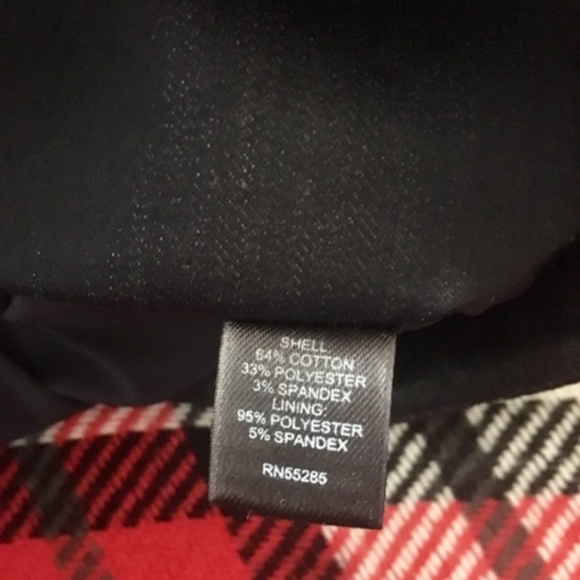 SHELL
64% COTTON
33% POLYESTER
3% SPANDEX
LINING:
95% POLYESTER
5% SPANDEX
RN55285